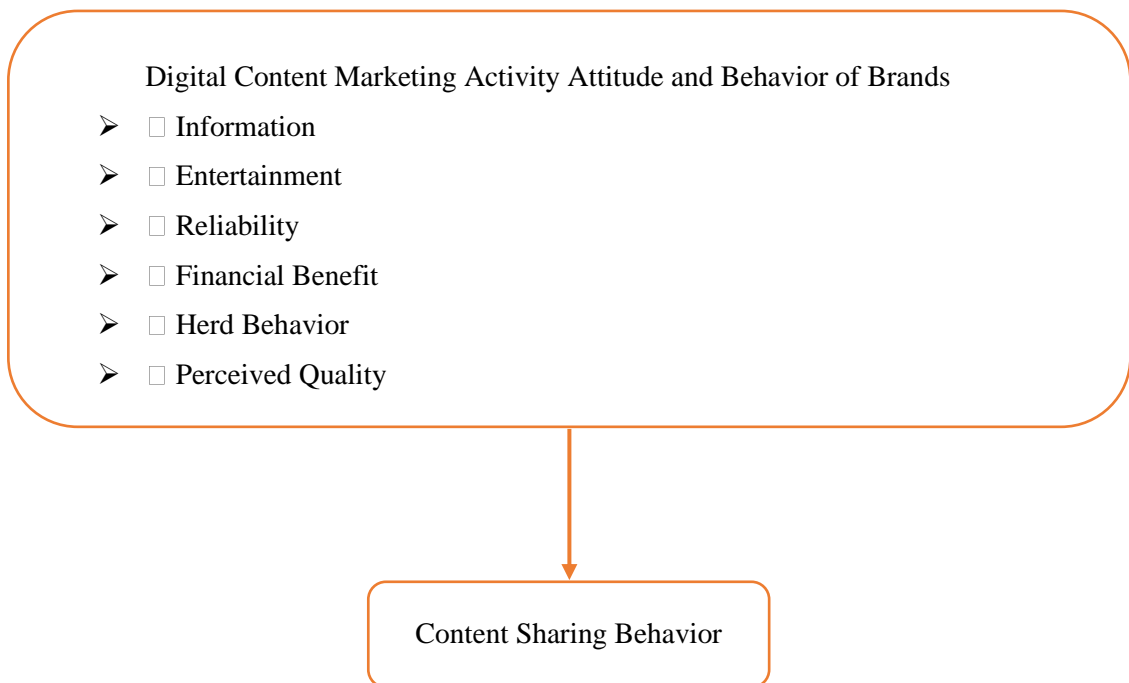 Digital Content Marketing Activity Attitude and Behavior of Brands
➢ □ Information
➢ □ Entertainment
➢ □ Reliability
➢ □ Financial Benefit
➢ □ Herd Behavior
➢ □ Perceived Quality
Content Sharing Behavior